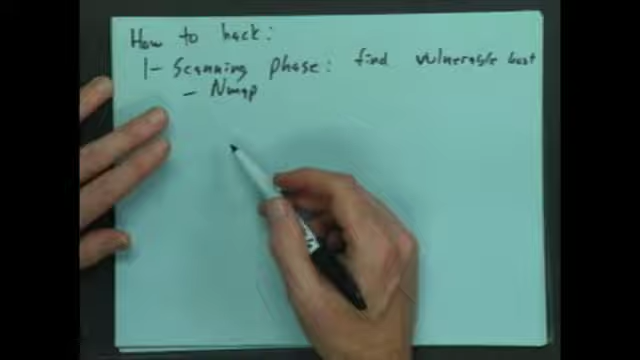 How to hack:
1- Scanning phase: find vulnerable host
- Nmap